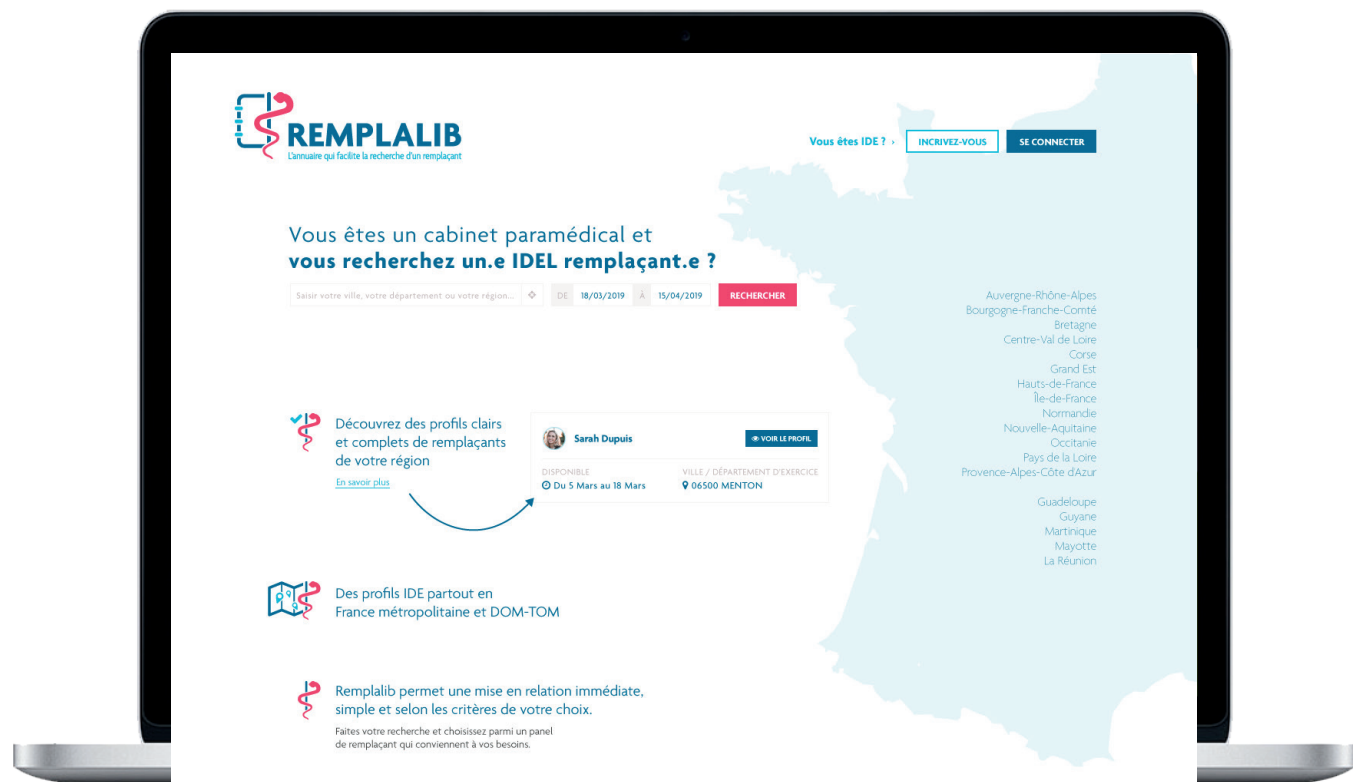 REMPLALIB
L'annuaire qui facilite la recherche d'un remplaçant
Vous êtes IDE ? ›
INCRIVEZ-VOUS
SE CONNECTER
Vous êtes un cabinet paramédical et
vous recherchez un.e IDEL remplaçant.e ?
Saisir votre ville, votre département ou votre région...
DE 18/03/2019 À 15/04/2019
RECHERCHER
Auvergne-Rhône-Alpes
Bourgogne-Franche-Comté
Bretagne
Centre-Val de Loire
Corse
Grand Est
Hauts-de-France
Île-de-France
Normandie
Nouvelle-Aquitaine
Occitanie
Pays de la Loire
Provence-Alpes-Côte d'Azur
Guadeloupe
Guyane
Martinique
Mayotte
La Réunion
Découvrez des profils clairs
et complets de remplaçants
de votre région
En savoir plus
Sarah Dupuis
VOIR LE PROFIL
DISPONIBLE
Du 5 Mars au 18 Mars
VILLE / DÉPARTEMENT D'EXERCICE
06500 MENTON
Des profils IDE partout en
France métropolitaine et DOM-TOM
Remplalib permet une mise en relation immédiate,
simple et selon les critères de votre choix.
Faites votre recherche et choisissez parmi un panel
de remplaçant qui conviennent à vos besoins.